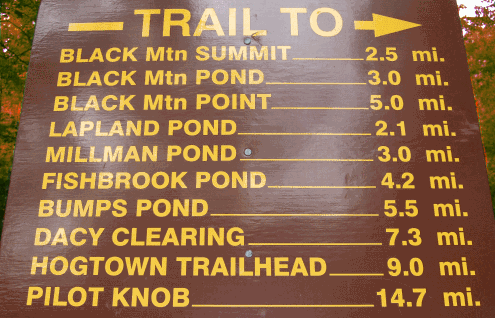 TRAIL TO
BLACK Mtn SUMMIT 2.5 mi.
BLACK Mtn POND 3.0 mi.
BLACK Mtn POINT 5.0 mi.
LAPLAND POND 2.1 mi.
MILLMAN POND 3.0 mi.
FISHBROOK POND 4.2 mi.
BUMPS POND 5.5 mi.
DACY CLEARING 7.3 mi.
HOGTOWN TRAILHEAD 9.0 mi.
PILOT KNOB 14.7 mi.